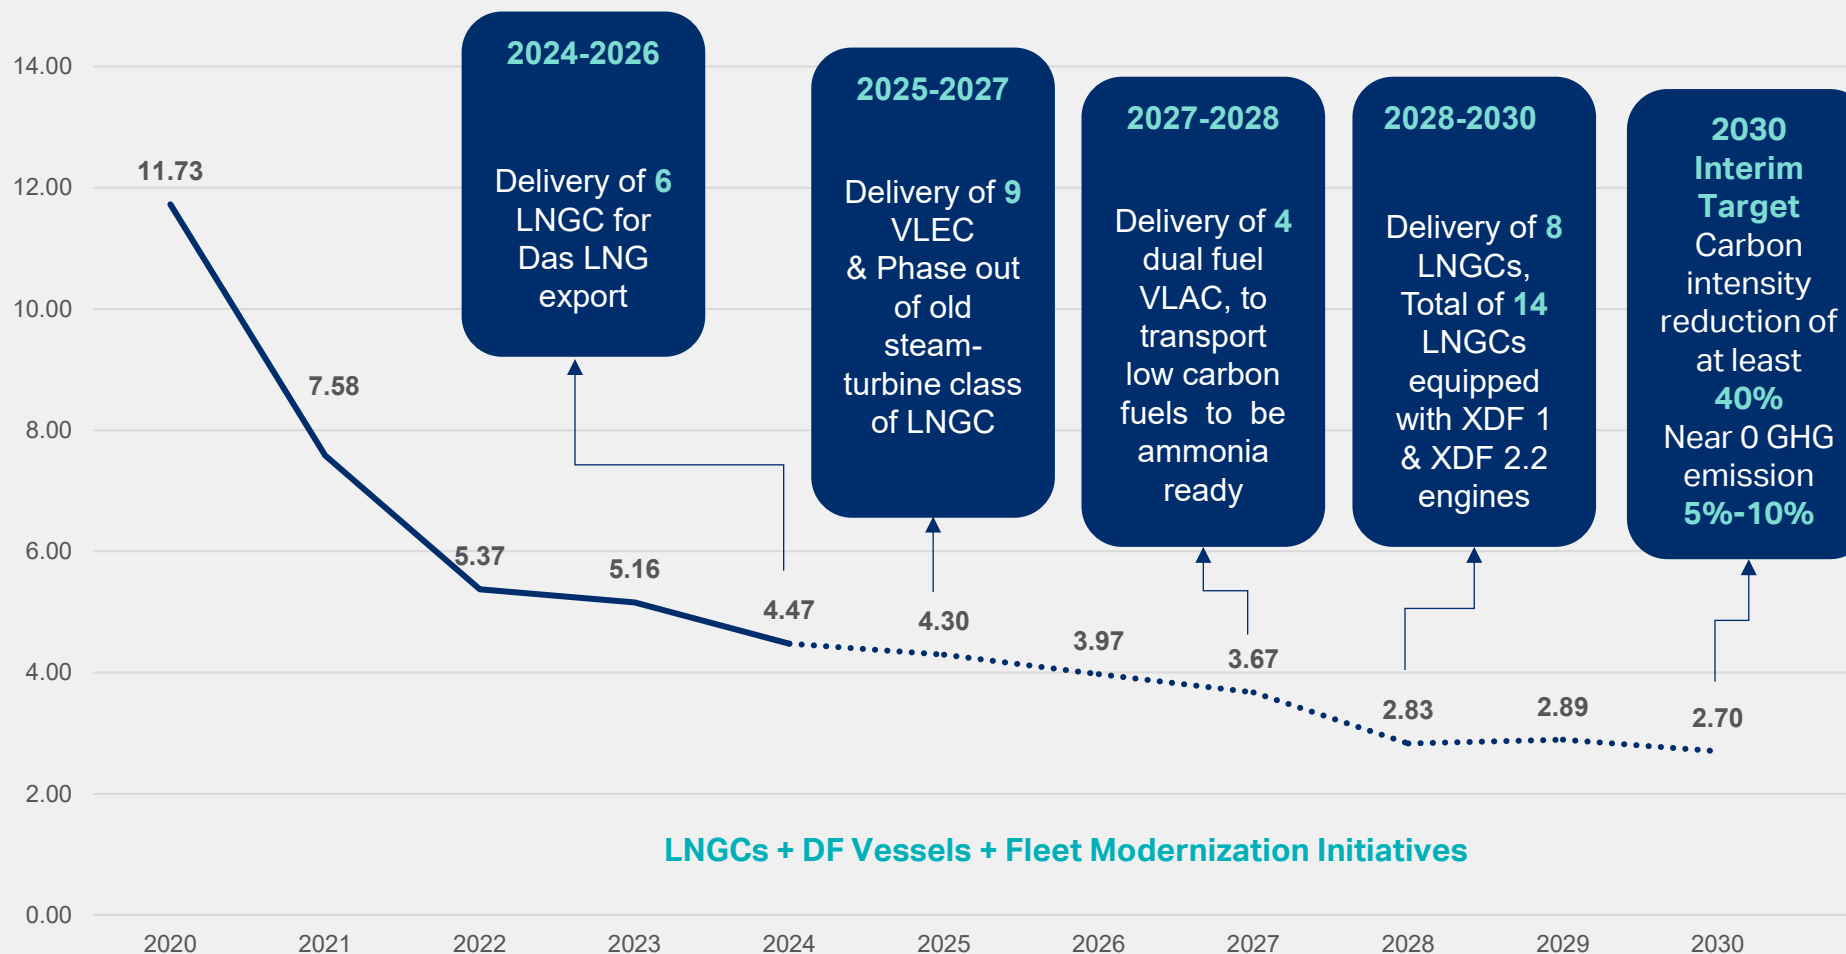 14.00
12.00
10.00
8.00
6.00
4.00
2.00
0.00
2024-2026
Delivery of 6
LNGC for
Das LNG
export
2025-2027
Delivery of 9
VLEC
& Phase out
of old
steam-
turbine class
of LNGC
2027-2028
Delivery of 4
dual fuel
VLAC, to
transport
low carbon
fuels to be
ammonia
ready
2028-2030
Delivery of 8
LNGCs,
Total of 14
LNGCs
equipped
with XDF 1
& XDF 2.2
engines
2030
Interim
Target
Carbon
intensity
reduction of
at least
40%
Near 0 GHG
emission
5%-10%
11.73
7.58
5.37
5.16
4.47
4.30
3.97
3.67
2.83
2.89
2.70
LNGCs + DF Vessels + Fleet Modernization Initiatives
2020
2021
2022
2023
2024
2025
2026
2027
2028
2029
2030